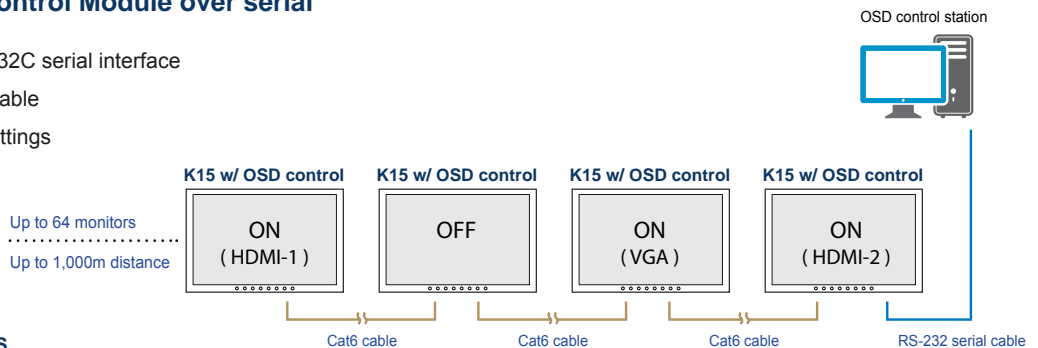 ontrol Module over serial
OSD control station
32C serial interface
able
ttings
K15 w/ OSD control K15 w/ OSD control K15 w/ OSD control K15 w/ OSD control
Up to 64 monitors
Up to 1,000m distance
ON
( HDMI-1 )
OFF
ON
( VGA )
ON
( HDMI-2 )
Cat6 cable Cat6 cable Cat6 cable RS-232 serial cable
s